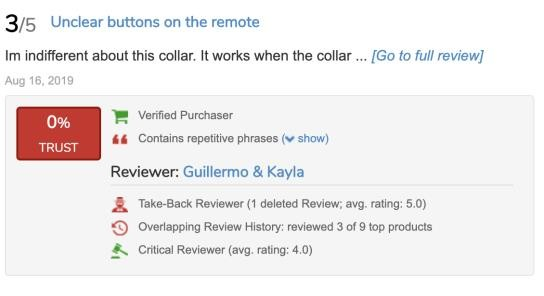 3/5 Unclear buttons on the remote
Im indifferent about this collar. It works when the collar ... [Go to full review]
Aug 16, 2019
0%
TRUST
Verified Purchaser
Contains repetitive phrases (show)
Reviewer: Guillermo & Kayla
Take-Back Reviewer (1 deleted Review; avg. rating: 5.0)
Overlapping Review History: reviewed 3 of 9 top products
Critical Reviewer (avg. rating: 4.0)